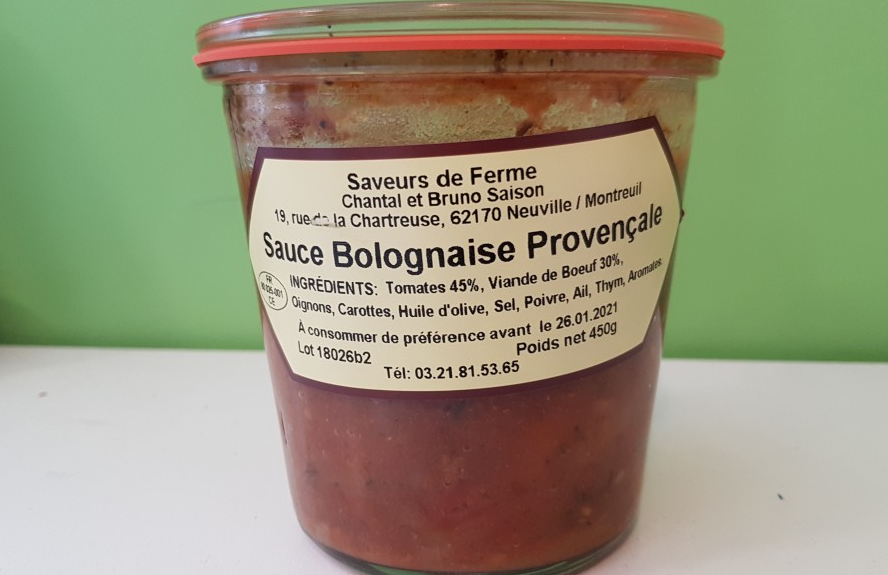 Saveurs de Ferme
Chantal et Bruno Saison
19, rue de la Chartreuse, 62170 Neuville / Montreuil
Sauce Bolognaise Provençale
INGRÉDIENTS: Tomates 45%, Viande de Boeuf 30%,
Oignons, Carottes, Huile d'olive, Sel, Poivre, Ail, Thym, Aromates.
À consommer de préférence avant le 26.01.2021
Lot 18026b2
Poids net 450g
Tél: 03.21.81.53.65
FR
CE